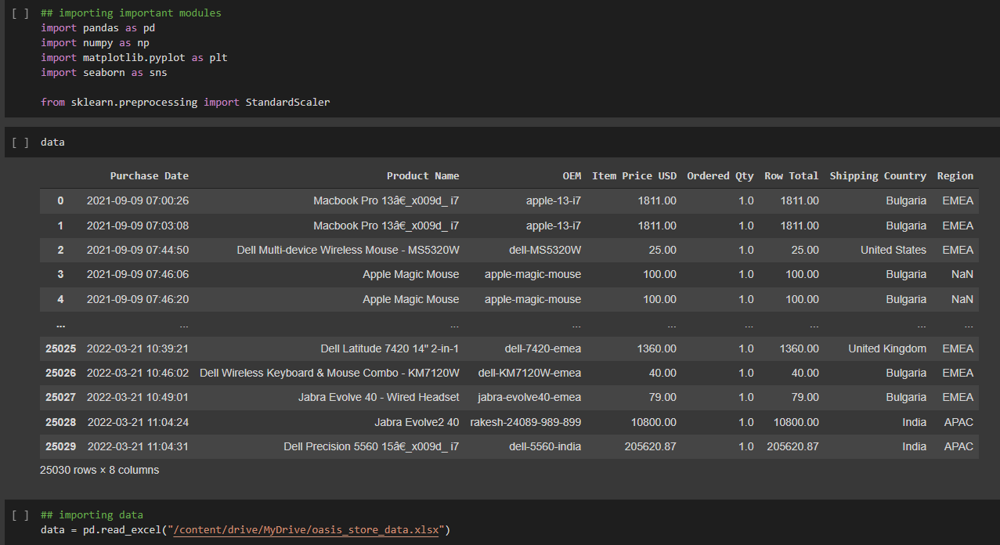 [ ] ## importing important modules
import pandas as pd
import numpy as np
import matplotlib.pyplot as plt
import seaborn as sns
from sklearn.preprocessing import StandardScaler
[ ] data
Purchase Date Product Name OEM Item Price USD Ordered Qty Row Total Shipping Country Region
0 2021-09-09 07:00:26 Macbook Pro 13â€_x009d_ i7 apple-13-i7 1811.00 1.0 1811.00 Bulgaria EMEA
1 2021-09-09 07:03:08 Macbook Pro 13â€_x009d_ i7 apple-13-i7 1811.00 1.0 1811.00 Bulgaria EMEA
2 2021-09-09 07:44:50 Dell Multi-device Wireless Mouse - MS5320W dell-MS5320W 25.00 1.0 25.00 United States EMEA
3 2021-09-09 07:46:06 Apple Magic Mouse apple-magic-mouse 100.00 1.0 100.00 Bulgaria NaN
4 2021-09-09 07:46:20 Apple Magic Mouse apple-magic-mouse 100.00 1.0 100.00 Bulgaria NaN
... ... ... ... ... ... ... ... ...
25025 2022-03-21 10:39:21 Dell Latitude 7420 14" 2-in-1 dell-7420-emea 1360.00 1.0 1360.00 United Kingdom EMEA
25026 2022-03-21 10:46:02 Dell Wireless Keyboard & Mouse Combo - KM7120W dell-KM7120W-emea 40.00 1.0 40.00 Bulgaria EMEA
25027 2022-03-21 10:49:01 Jabra Evolve 40 - Wired Headset jabra-evolve40-emea 79.00 1.0 79.00 Bulgaria EMEA
25028 2022-03-21 11:04:24 Jabra Evolve2 40 rakesh-24089-989-899 10800.00 1.0 10800.00 India APAC
25029 2022-03-21 11:04:31 Dell Precision 5560 15â€_x009d_ i7 dell-5560-india 205620.87 1.0 205620.87 India APAC
25030 rows × 8 columns
[ ] ## importing data
data = pd.read_excel("/content/drive/MyDrive/oasis_store_data.xlsx")